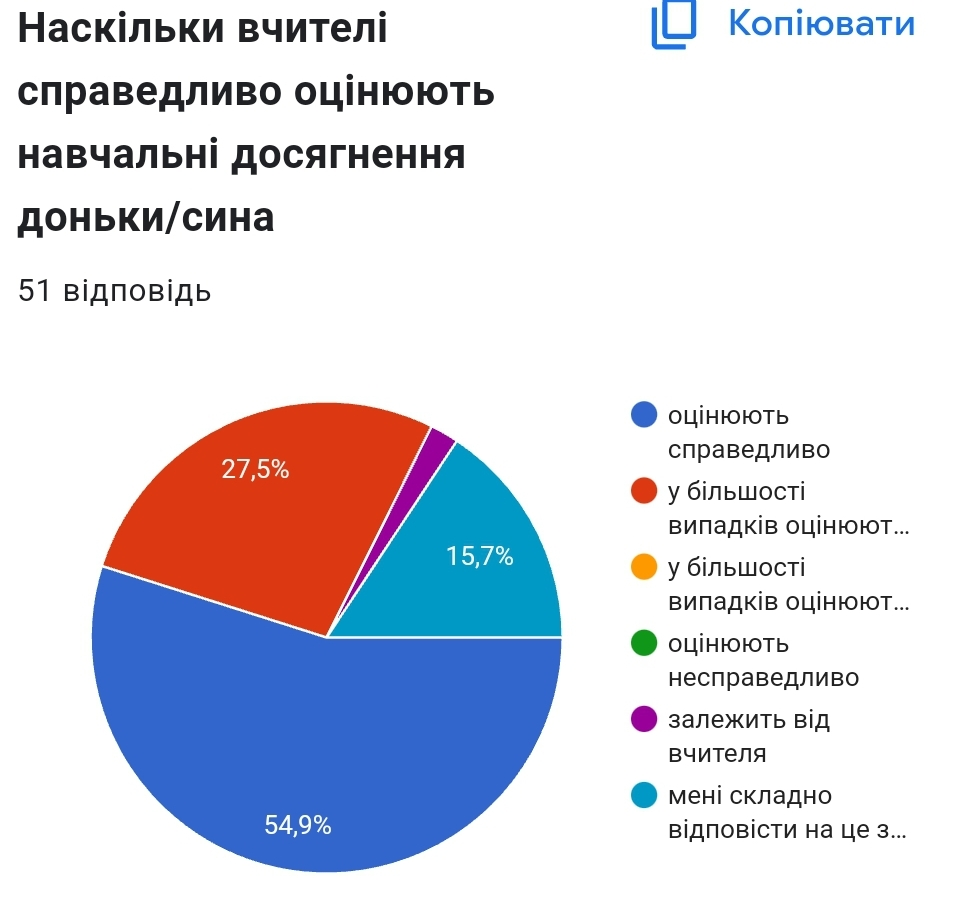 Наскільки вчителі
справедливо оцінюють
навчальні досягнення
доньки/сина
Копіювати
51 відповідь
27,5%
15,7%
54,9%
оцінюють
справедливо
у більшості
випадків оцінюют...
у більшості
випадків оцінюют...
оцінюють
несправедливо
залежить від
вчителя
мені складно
відповісти на це з...